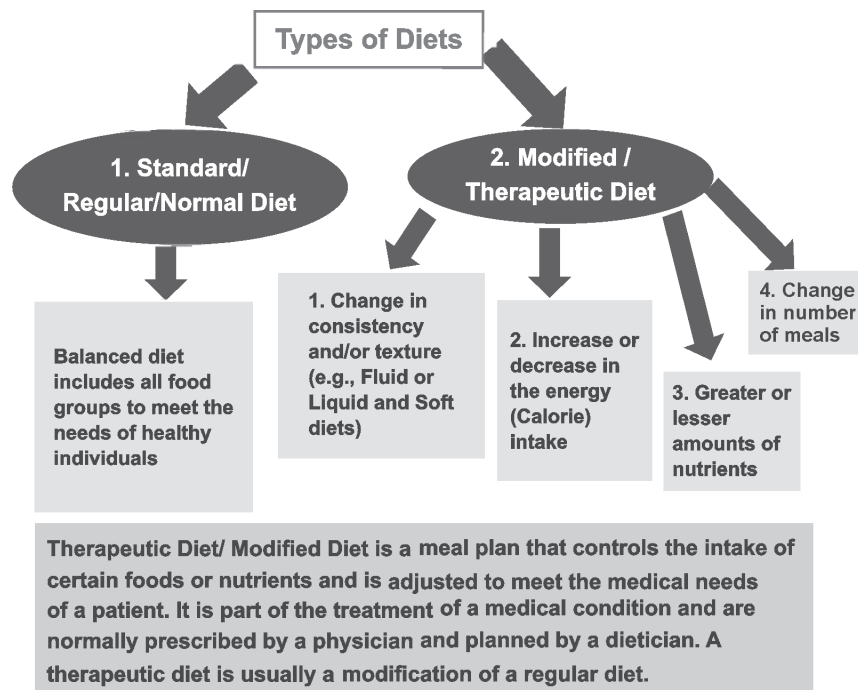 Types of Diets
1. Standard/
Regular/Normal Diet
2. Modified /
Therapeutic Diet
Balanced diet
includes all food
groups to meet the
needs of healthy
individuals
1. Change in
consistency
and/or texture
(e.g., Fluid or
Liquid and Soft
diets)
2. Increase or
decrease in
the energy
(Calorie)
intake
3. Greater or
lesser
amounts of
nutrients
4. Change
in number
of meals
Therapeutic Diet/ Modified Diet is a meal plan that controls the intake of
certain foods or nutrients and is adjusted to meet the medical needs
of a patient. It is part of the treatment of a medical condition and are
normally prescribed by a physician and planned by a dietician. A
therapeutic diet is usually a modification of a regular diet.